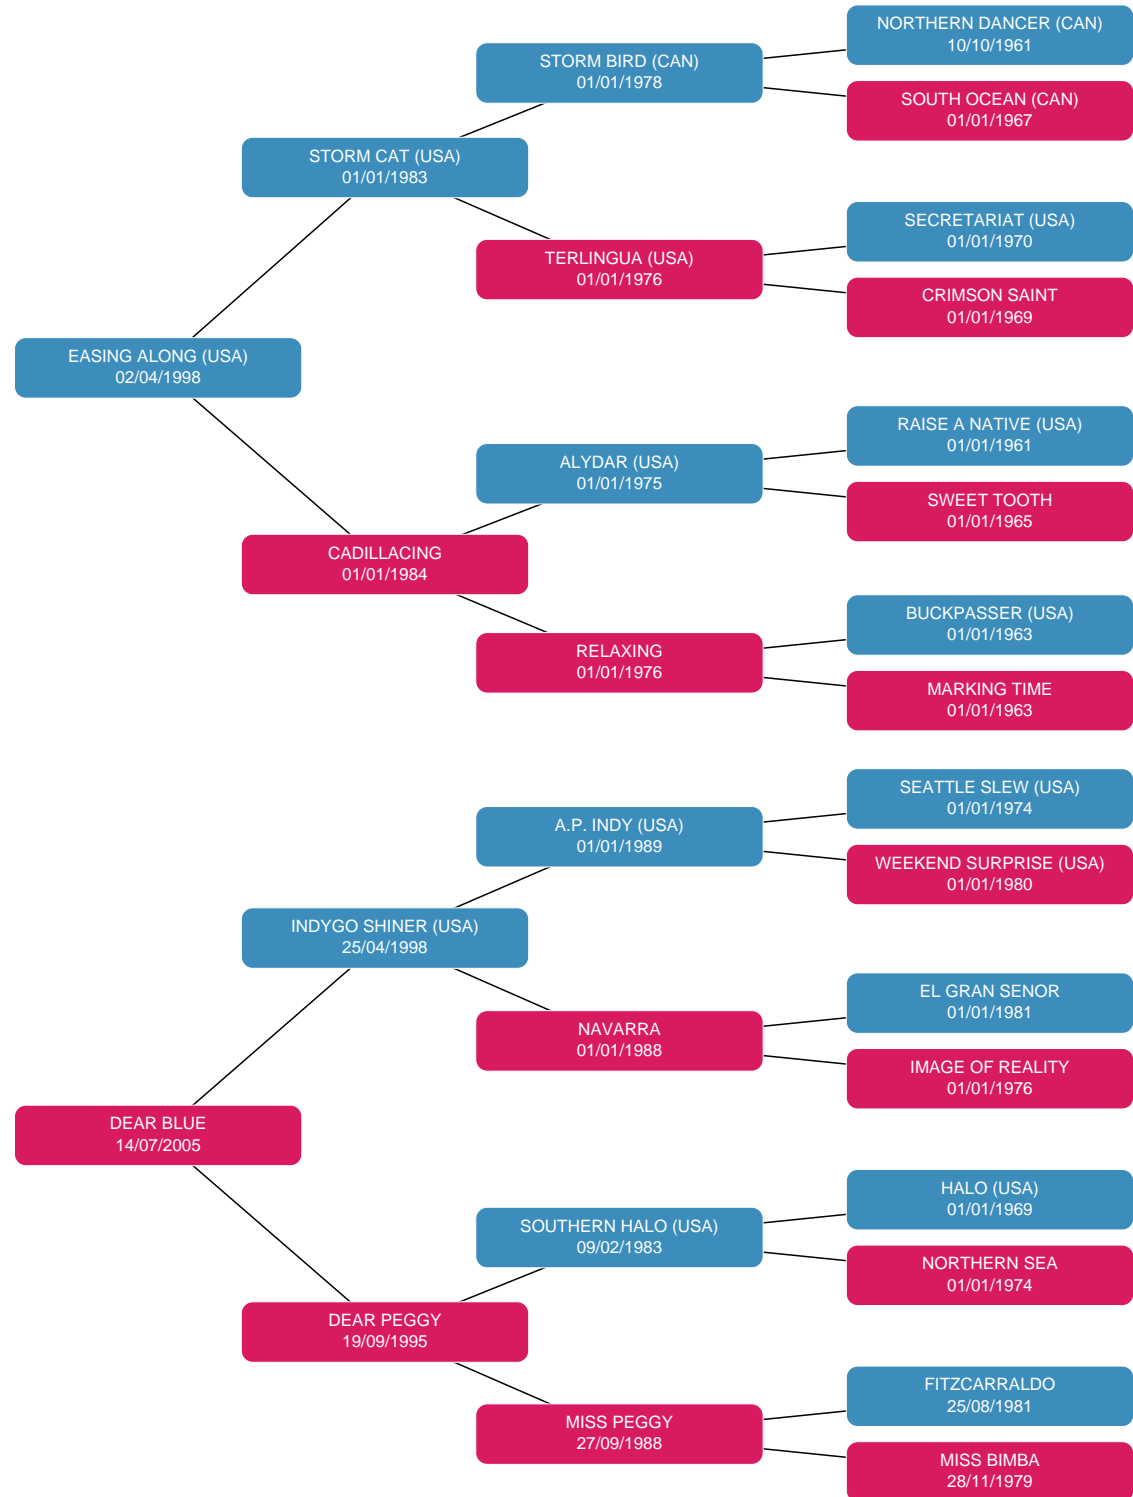 NORTHERN DANCER (CAN)
10/10/1961
STORM BIRD (CAN)
01/01/1978
SOUTH OCEAN (CAN)
01/01/1967
STORM CAT (USA)
01/01/1983
SECRETARIAT (USA)
01/01/1970
TERLINGUA (USA)
01/01/1976
CRIMSON SAINT
01/01/1969
EASING ALONG (USA)
02/04/1998
RAISE A NATIVE (USA)
01/01/1961
ALYDAR (USA)
01/01/1975
SWEET TOOTH
01/01/1965
CADILLACING
01/01/1984
BUCKPASSER (USA)
01/01/1963
RELAXING
01/01/1976
MARKING TIME
01/01/1963
SEATTLE SLEW (USA)
01/01/1974
A.P. INDY (USA)
01/01/1989
WEEKEND SURPRISE (USA)
01/01/1980
INDYGO SHINER (USA)
25/04/1998
EL GRAN SENOR
01/01/1981
NAVARRA
01/01/1988
IMAGE OF REALITY
01/01/1976
DEAR BLUE
14/07/2005
HALO (USA)
01/01/1969
SOUTHERN HALO (USA)
09/02/1983
NORTHERN SEA
01/01/1974
DEAR PEGGY
19/09/1995
FITZCARRALDO
25/08/1981
MISS PEGGY
27/09/1988
MISS BIMBA
28/11/1979